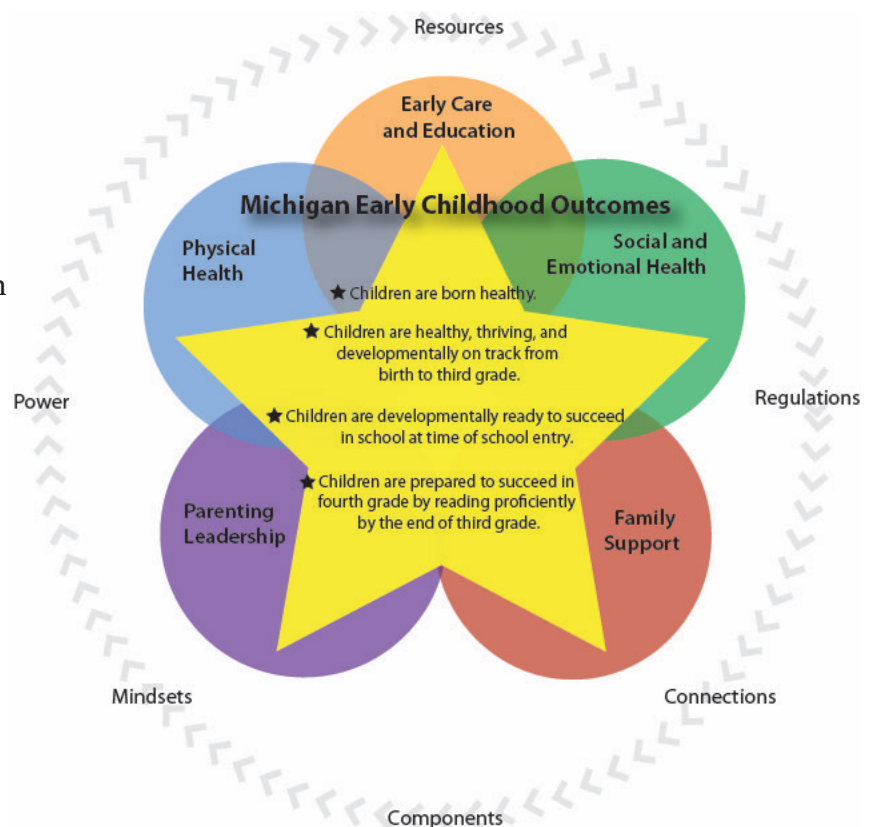 Resources
Early Care
and Education
Michigan Early Childhood Outcomes
Physical
Health
Social and
Emotional Health
★ Children are born healthy.
★ Children are healthy, thriving, and
developmentally on track from
birth to third grade.
★ Children are developmentally ready to succeed
in school at time of school entry.
★ Children are prepared to succeed in
fourth grade by reading proficiently
by the end of third grade.
Power
Regulations
Parenting
Leadership
Family
Support
Mindsets
Connections
Components